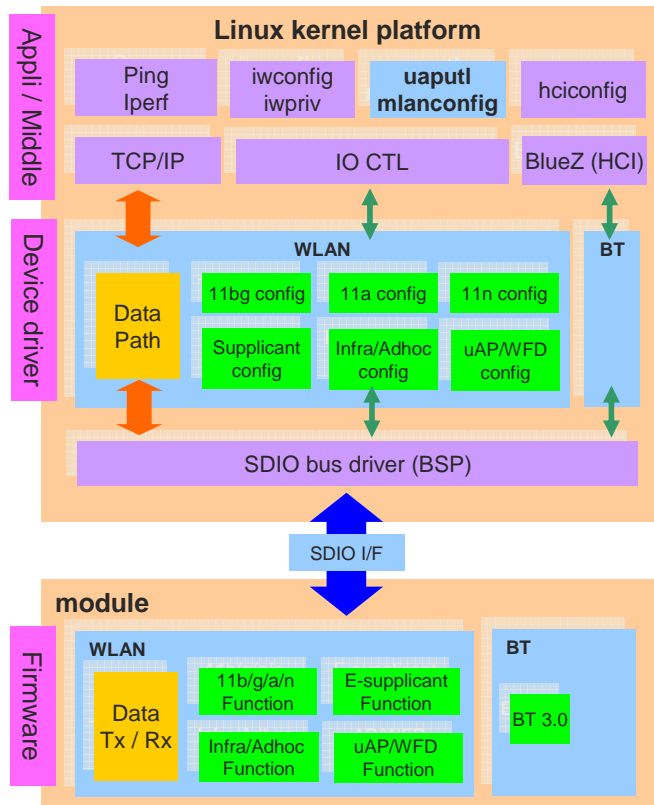 Linux kernel platform
Appli / Middle
Ping
Iperf
iwconfig
iwpriv
uaputl
mlanconfig
hciconfig
TCP/IP
IO CTL
BlueZ (HCI)
Device driver
WLAN
BT
Data
Path
11bg config
11a config
11n config
Supplicant
config
Infra/Adhoc
config
uAP/WFD
config
SDIO bus driver (BSP)
SDIO I/F
module
Firmware
WLAN
BT
Data
Tx / Rx
11b/g/a/n
Function
E-supplicant
Function
Infra/Adhoc
Function
uAP/WFD
Function
BT 3.0